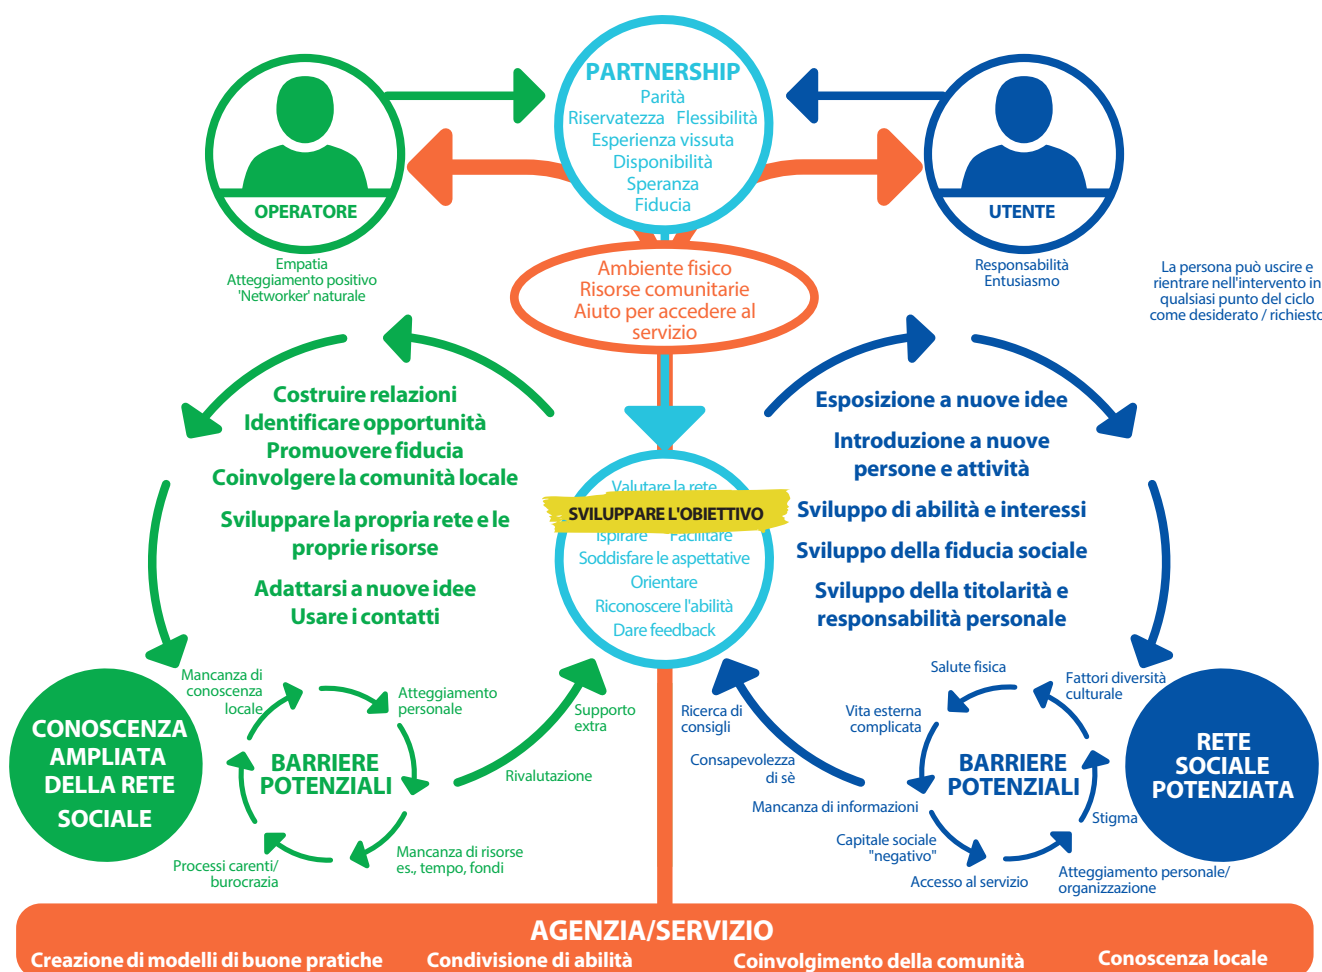 PARTNERSHIP
Parità
Riservatezza Flessibilità
Esperienza vissuta
Disponibilità
Speranza
Fiducia
OPERATORE
Empatia
Atteggiamento positivo
'Networker' naturale
UTENTE
Responsabilità
Entusiasmo
La persona può uscire e
rientrare nell'intervento in
qualsiasi punto del ciclo
come desiderato / richiesto
Ambiente fisico
Risorse comunitarie
Aiuto per accedere al
servizio
Costruire relazioni
Identificare opportunità
Promuovere fiducia
Coinvolgere la comunità locale
Sviluppare la propria rete e le
proprie risorse
Adattarsi a nuove idee
Usare i contatti
Valutare la rete
SVILUPPARE L'OBIETTIVO
Ispirare Facilitare
Soddisfare le aspettative
Orientare
Riconoscere l'abilità
Dare feedback
Esposizione a nuove idee
Introduzione a nuove
persone e attività
Sviluppo di abilità e interessi
Sviluppo della fiducia sociale
Sviluppo della titolarità e
responsabilità personale
CONOSCENZA
AMPLIATA
DELLA RETE
SOCIALE
Mancanza di
conoscenza
locale
Atteggiamento
personale
BARRIERE
POTENZIALI
Processi carenti/
burocrazia
Mancanza di risorse
es., tempo, fondi
Supporto
extra
Rivalutazione
Ricerca di
consigli
Consapevolezza
di sè
Salute fisica
Fattori diversità
culturale
Vita esterna
complicata
BARRIERE
POTENZIALI
Mancanza di informazioni
Stigma
Capitale sociale
"negativo"
Accesso al servizio
Atteggiamento personale/
organizzazione
RETE
SOCIALE
POTENZIATA
AGENZIA/SERVIZIO
Creazione di modelli di buone pratiche
Condivisione di abilità
Coinvolgimento della comunità
Conoscenza locale